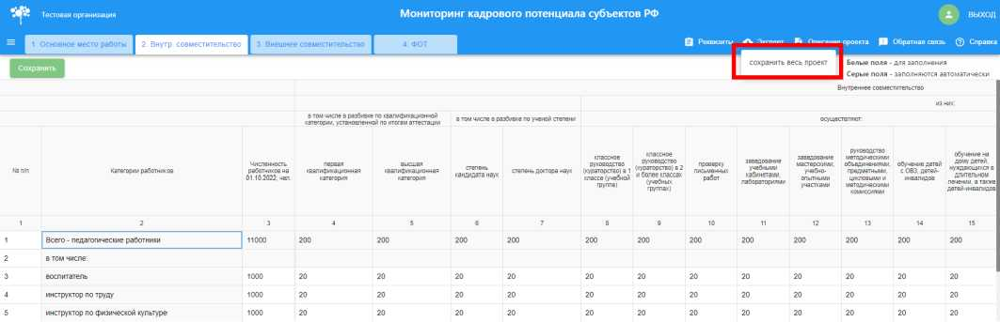 Тестовая организация
Мониторинг кадрового потенциала субъектов РФ
ВЫХОД
1. Основное место работы
2. Внутр. совместительство
3. Внешнее совместительство
4. ФОТ
Реквизиты
Экспорт
Описание проекта
Обратная связь
Справка
Сохранить
сохранить весь проект
Белые поля - для заполнения
Серые поля - заполняются автоматически
Внутреннее совместительство
из них:
в том числе в разбивке по квалификационной
категории, установленной по итогам аттестации
в том числе в разбивке по ученой степени
осуществляют:
№ п/п
Категории работников
Численность
работников на
01.10.2022, чел.
первая
квалификационная
категория
высшая
квалификационная
категория
степень
кандидата наук
степень доктора наук
классное
руководство
(кураторство) в 1
классе (учебной
группе)
классное
руководство
(кураторство) в 2
и более классах
(учебных
группах)
проверку
письменных
работ
заведование
учебными
кабинетами,
лабораториями
заведование
мастерскими,
учебно-
опытными
участками
руководство
методическими
объединениями,
предметными,
цикловыми и
методическими
комиссиями
обучение детей
с ОВЗ, детей-
инвалидов
обучение на
дому детей,
нуждающихся в
длительном
лечении, а также
детей-инвалидов
1 2 3 4 5 6 7 8 9 10 11 12 13 14 15
1 Всего - педагогические работники 11000 200 200 200 200 200 200 200 200 200 200 200 200
2 в том числе:
3 воспитатель 1000 20 20 20 20 20 20 20 20 20 20 20 20
4 инструктор по труду 1000 20 20 20 20 20 20 20 20 20 20 20 20
5 инструктор по физической культуре 1000 20 20 20 20 20 20 20 20 20 20 20 20